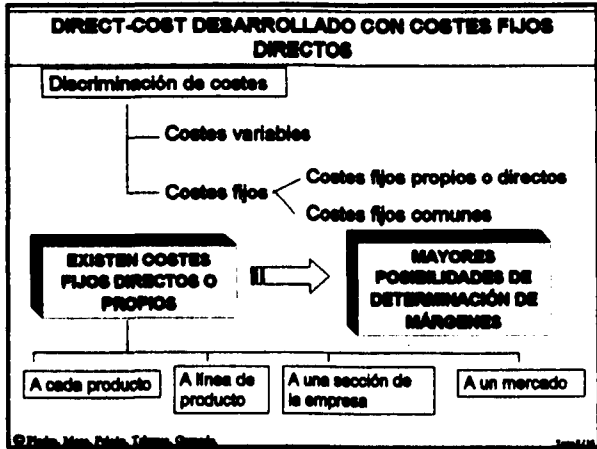 DIRECT-COST DESARROLLADO CON COSTES FIJOS
DIRECTOS
Discriminación de costes
Costes variables
Costes fijos
Costes fijos propios o directos
Costes fijos comunes
EXISTEN COSTES
FIJOS DIRECTOS O
PROPIOS
MAYORES
POSIBILIDADES DE
DETERMINACIÓN DE
MÁRGENES
A cada producto
A línea de
producto
A una sección de
la empresa
A un mercado